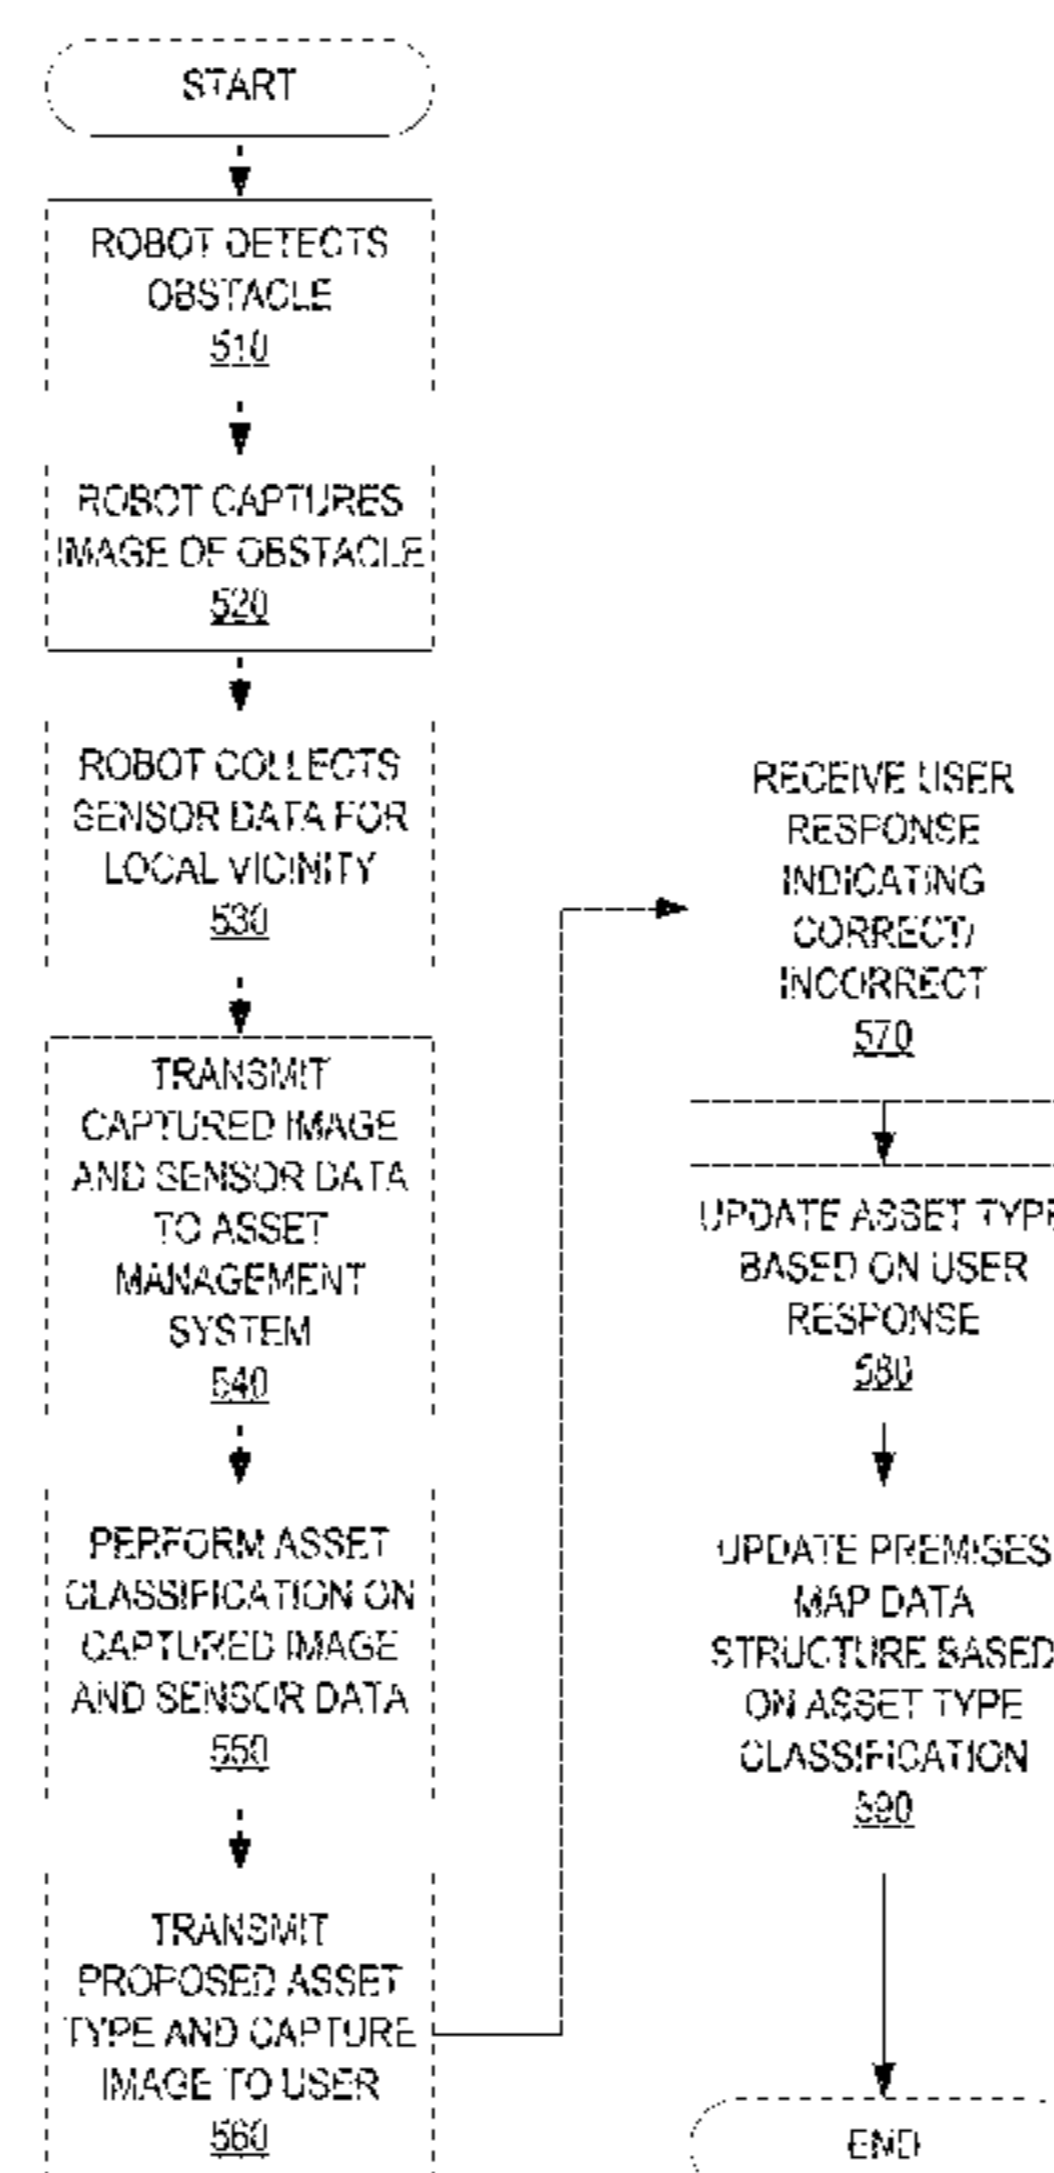 START
ROBOT DETECTS
OBSTACLE
510
ROBOT CAPTURES
IMAGE OF OBSTACLE
520
ROBOT COLLECTS
SENSOR DATA FOR
LOCAL VICINITY
530
TRANSMIT
CAPTURED IMAGE
AND SENSOR DATA
TO ASSET
MANAGEMENT
SYSTEM
540
PERFORM ASSET
CLASSIFICATION ON
CAPTURED IMAGE
AND SENSOR DATA
550
TRANSMIT
PROPOSED ASSET
TYPE AND CAPTURE
IMAGE TO USER
560
RECEIVE USER
RESPONSE
INDICATING
CORRECT/
INCORRECT
570
UPDATE ASSET TYPE
BASED ON USER
RESPONSE
580
UPDATE PREMISES
MAP DATA
STRUCTURE BASED
ON ASSET TYPE
CLASSIFICATION
590
END